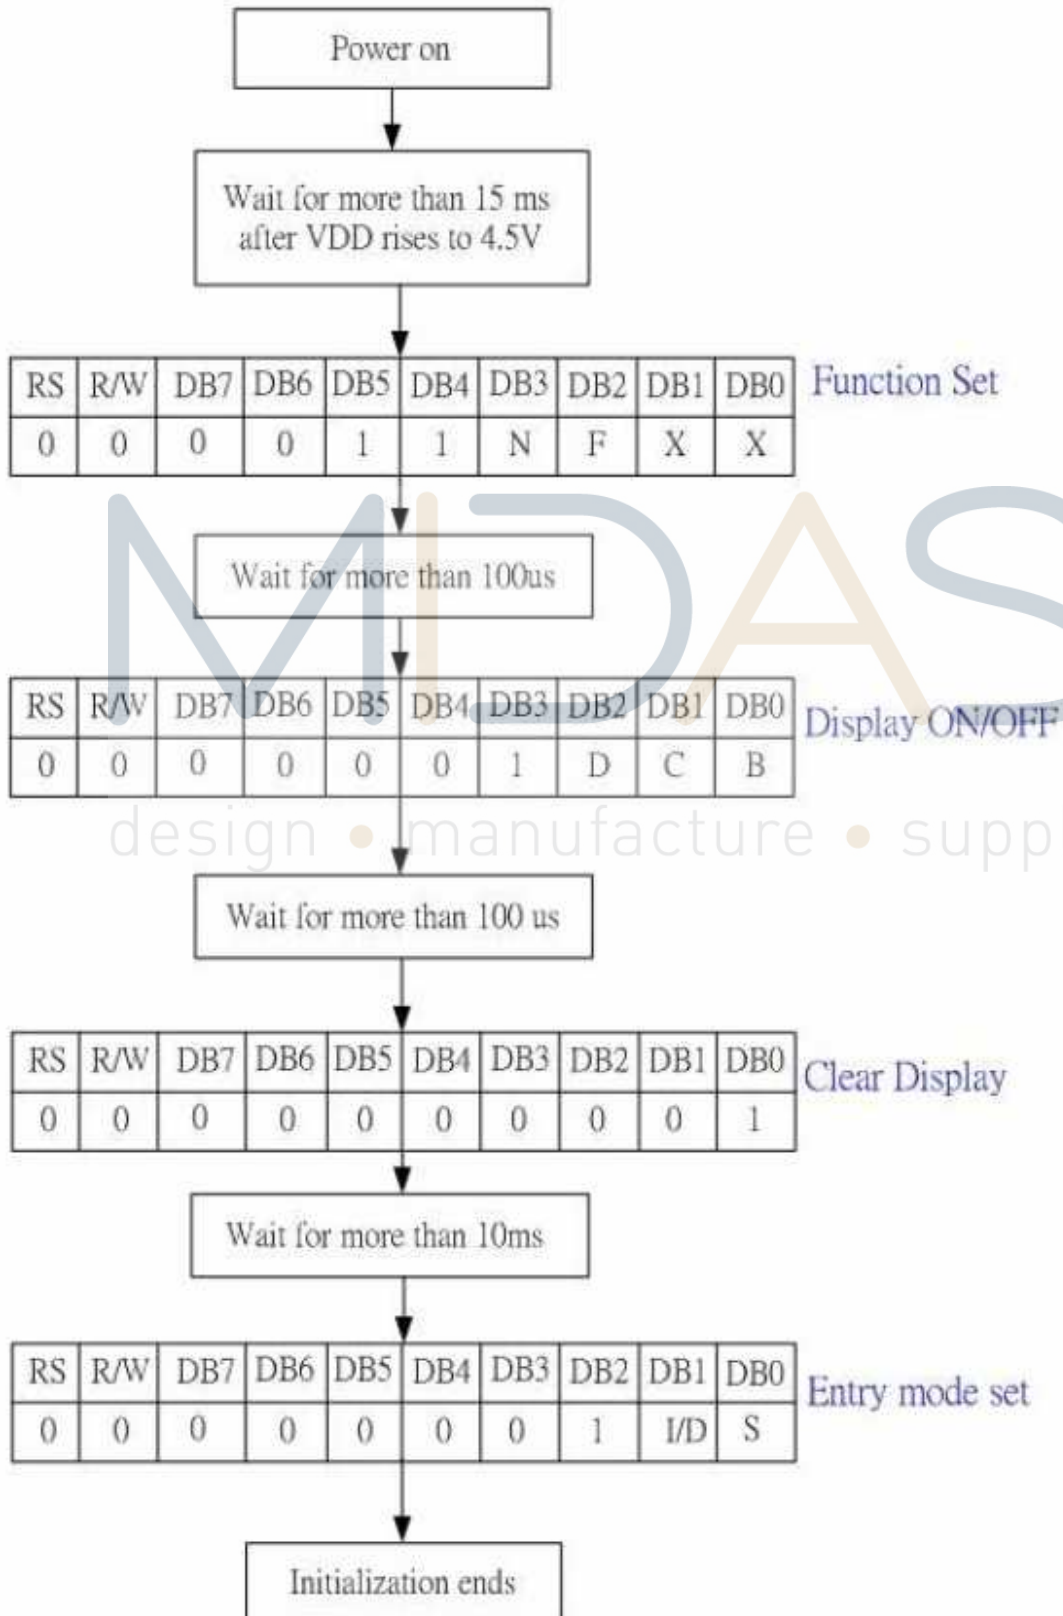 Power on
Wait for more than 15 ms
after VDD rises to 4.5V
RS R/W DB7 DB6 DB5 DB4 DB3 DB2 DB1 DB0
Function Set
0 0 0 0 1 1 N F X X
MIDAS
Wait for more than 100us
RS R/W DB7 DB6 DB5 DB4 DB3 DB2 DB1 DB0
Display ON/OFF
0 0 0 0 0 0 1 D C B
design • manufacture • supp
Wait for more than 100 us
RS R/W DB7 DB6 DB5 DB4 DB3 DB2 DB1 DB0
Clear Display
0 0 0 0 0 0 0 0 0 1
Wait for more than 10ms
RS R/W DB7 DB6 DB5 DB4 DB3 DB2 DB1 DB0
Entry mode set
0 0 0 0 0 0 0 1 I/D S
Initialization ends